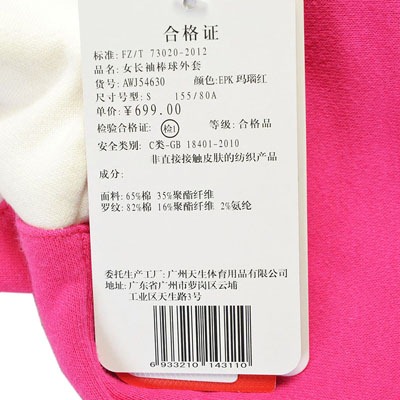 合格证
标准: FZ/T 73020-2012
品名: 女长袖棒球外套
货号: AWJ54630 颜色: EPK 玛瑙红
尺寸号型: S 155/80A
单价: ¥699.00
检验合格证: 检1 等级: 合格品
安全类别: C类-GB 18401-2010
非直接接触皮肤的纺织产品
成分:
面料: 65%棉 35%聚酯纤维
罗纹: 82%棉 16%聚酯纤维 2%氨纶
委托生产工厂: 广州天生体育用品有限公司
地址: 广东省广州市萝岗区云埔
工业区天生路3号
6 933210 143110